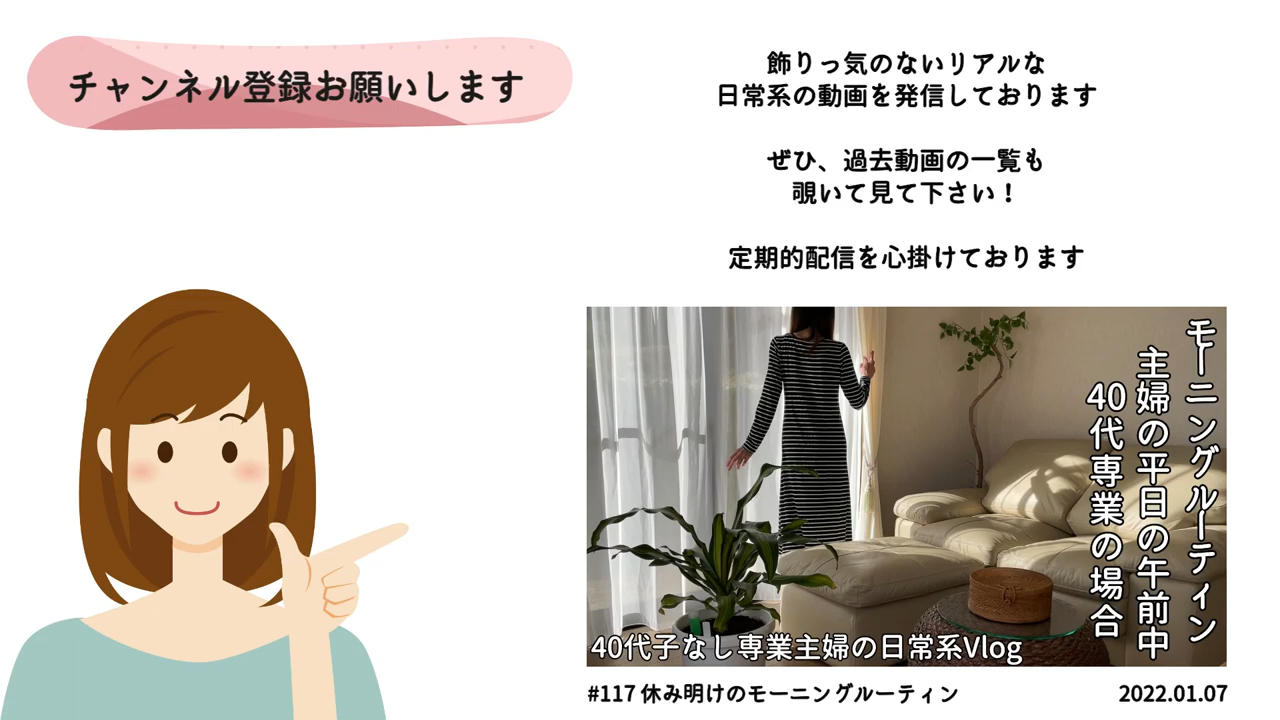 チャンネル登録お願いします
飾りっ気のないリアルな
日常系の動画を発信しております
ぜひ、過去動画の一覧も
覗いて見て下さい！
定期的配信を心掛けております
モーニングルーティン
主婦の平日の午前中
40代専業の場合
40代子なし専業主婦の日常系Vlog
#117 休み明けのモーニングルーティン
2022.01.07